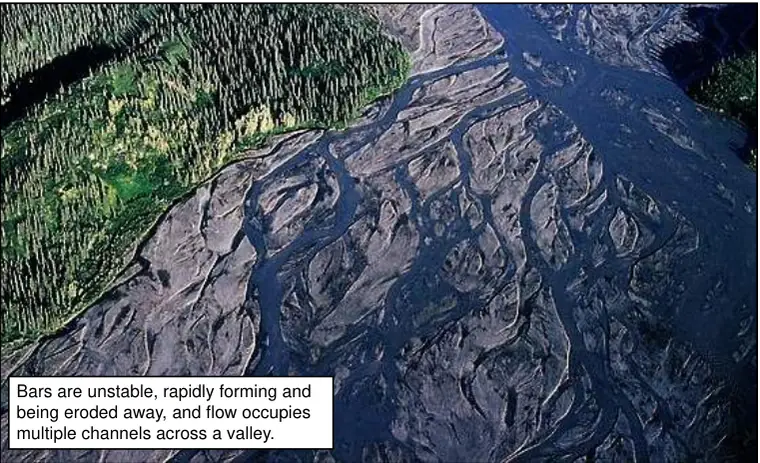 Bars are unstable, rapidly forming and
being eroded away, and flow occupies
multiple channels across a valley.